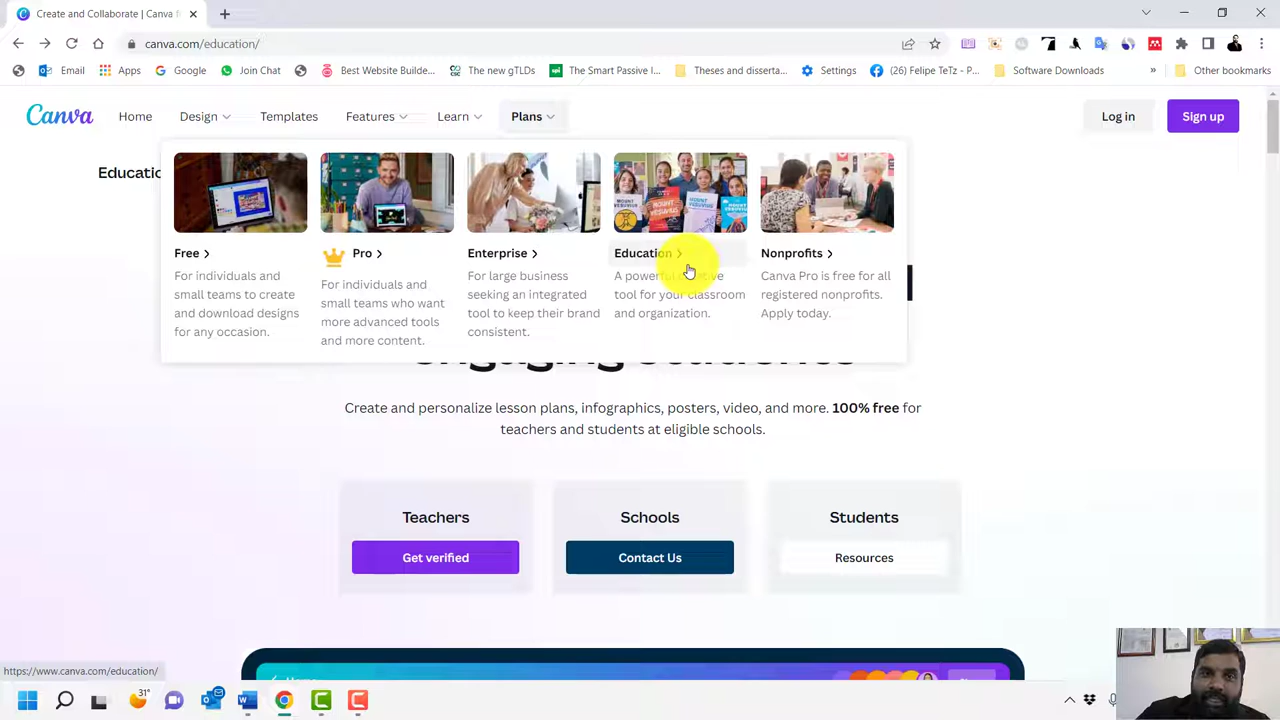 Create and Collaborate | Canva f
canva.com/education/
Email
Apps
Google
Join Chat
Best Website Builde...
The new gTLDs
The Smart Passive I...
Theses and disserta...
Settings
(26) Felipe TeTz - P...
Software Downloads
»
Other bookmarks
Canva
Home
Design
Templates
Features
Learn
Plans
Log in
Sign up
Educatio
Free >
For individuals and
small teams to create
and download designs
for any occasion.
Pro >
For individuals and
small teams who want
more advanced tools
and more content.
Enterprise >
For large business
seeking an integrated
tool to keep their brand
consistent.
Education >
A powerful creative
tool for your classroom
and organization.
Nonprofits >
Canva Pro is free for all
registered nonprofits.
Apply today.
engaging students
Create and personalize lesson plans, infographics, posters, video, and more. 100% free for
teachers and students at eligible schools.
Teachers
Get verified
Schools
Contact Us
Students
Resources
https://www.canva.com/education/
31°